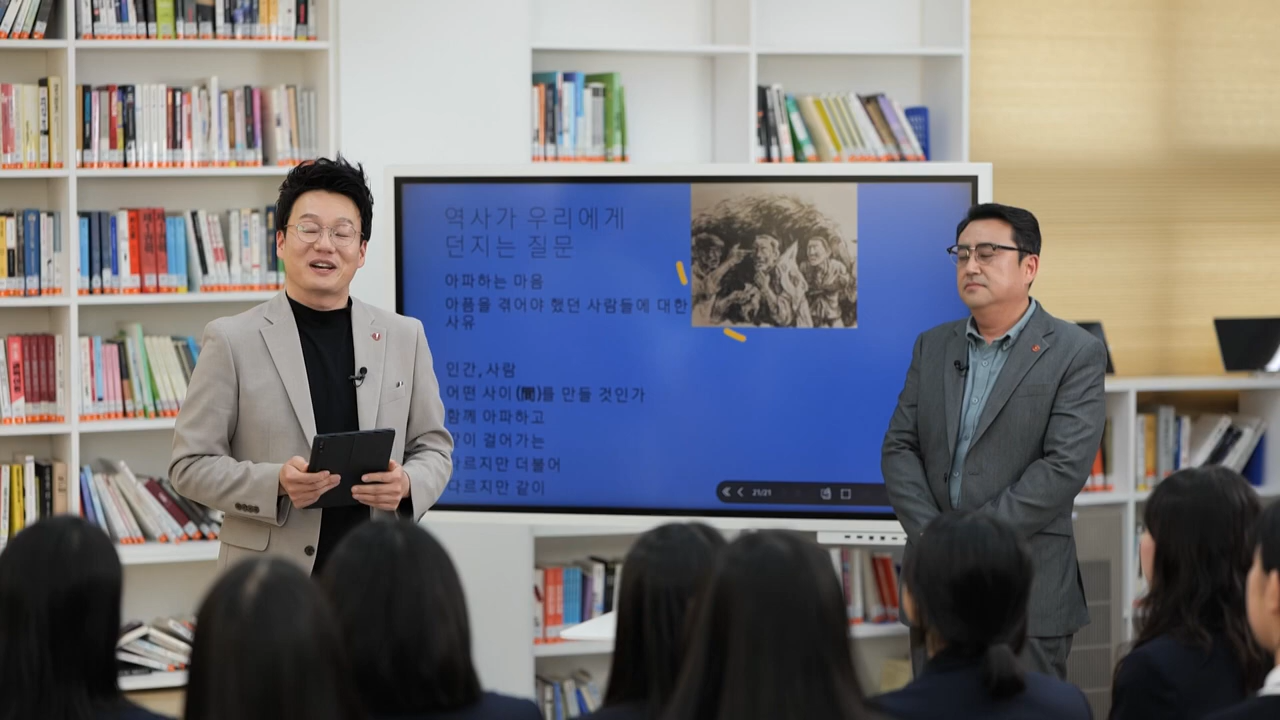 역사가 우리에게
던지는 질문
아파하는 마음
아픔을 겪어야 했던 사람들에 대한
사유
인간, 사람
어떤 사이(間)를 만들 것인가
함께 아파하고
같이 걸어가는
다르지만 더불어
다르지만 같이
21/21